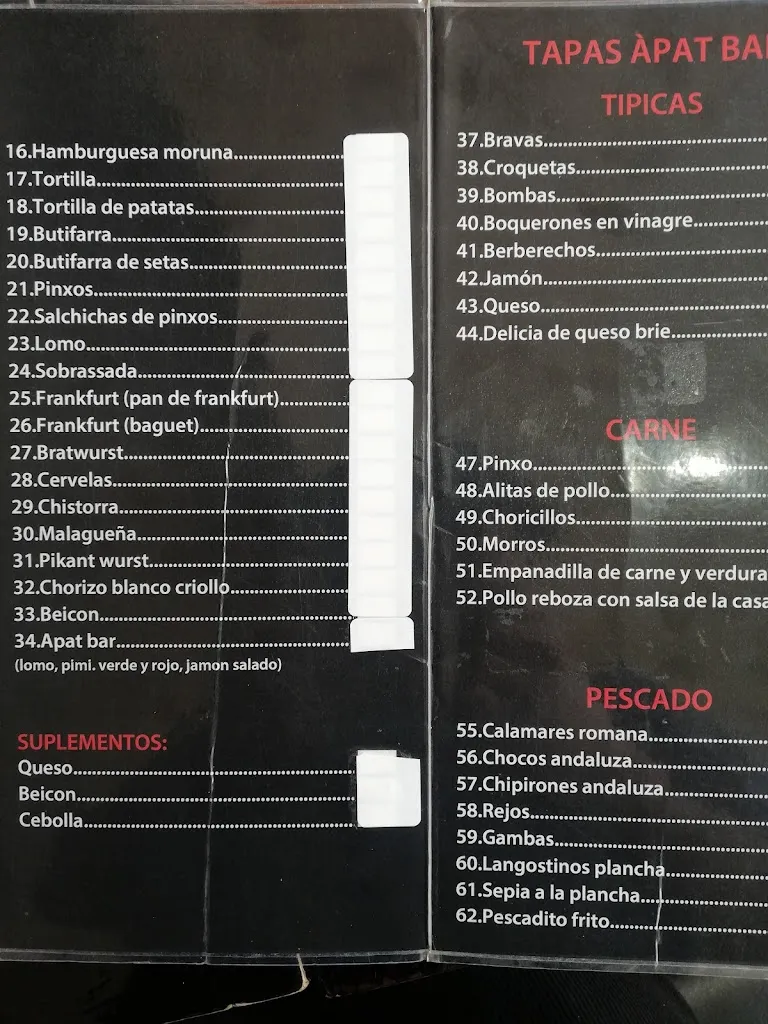 16.Hamburguesa moruna
17.Tortilla
18.Tortilla de patatas
19.Butifarra
20.Butifarra de setas
21.Pinxos
22.Salchichas de pinxos
23.Lomo
24.Sobrassada
25.Frankfurt (pan de frankfurt)
26.Frankfurt (baguet)
27.Bratwurst
28.Cervelas
29.Chistorra
30.Malagueña
31.Pikant wurst
32.Chorizo blanco criollo
33.Beicon
34.Apat bar
(lomo, pimi. verde y rojo, jamon salado)
SUPLEMENTOS:
Queso
Beicon
Cebolla
TAPAS ÀPAT BA
TIPICAS
37.Bravas
38.Croquetas
39.Bombas
40.Boquerones en vinagre
41.Berberechos
42.Jamón
43.Queso
44.Delicia de queso brie
CARNE
47.Pinxo
48.Alitas de pollo
49.Choricillos
50.Morros
51.Empanadilla de carne y verdura
52.Pollo reboza con salsa de la casa
PESCADO
55.Calamares romana
56.Chocos andaluza
57.Chipirones andaluza
58.Rejos
59.Gambas
60.Langostinos plancha
61.Sepia a la plancha
62.Pescadito frito